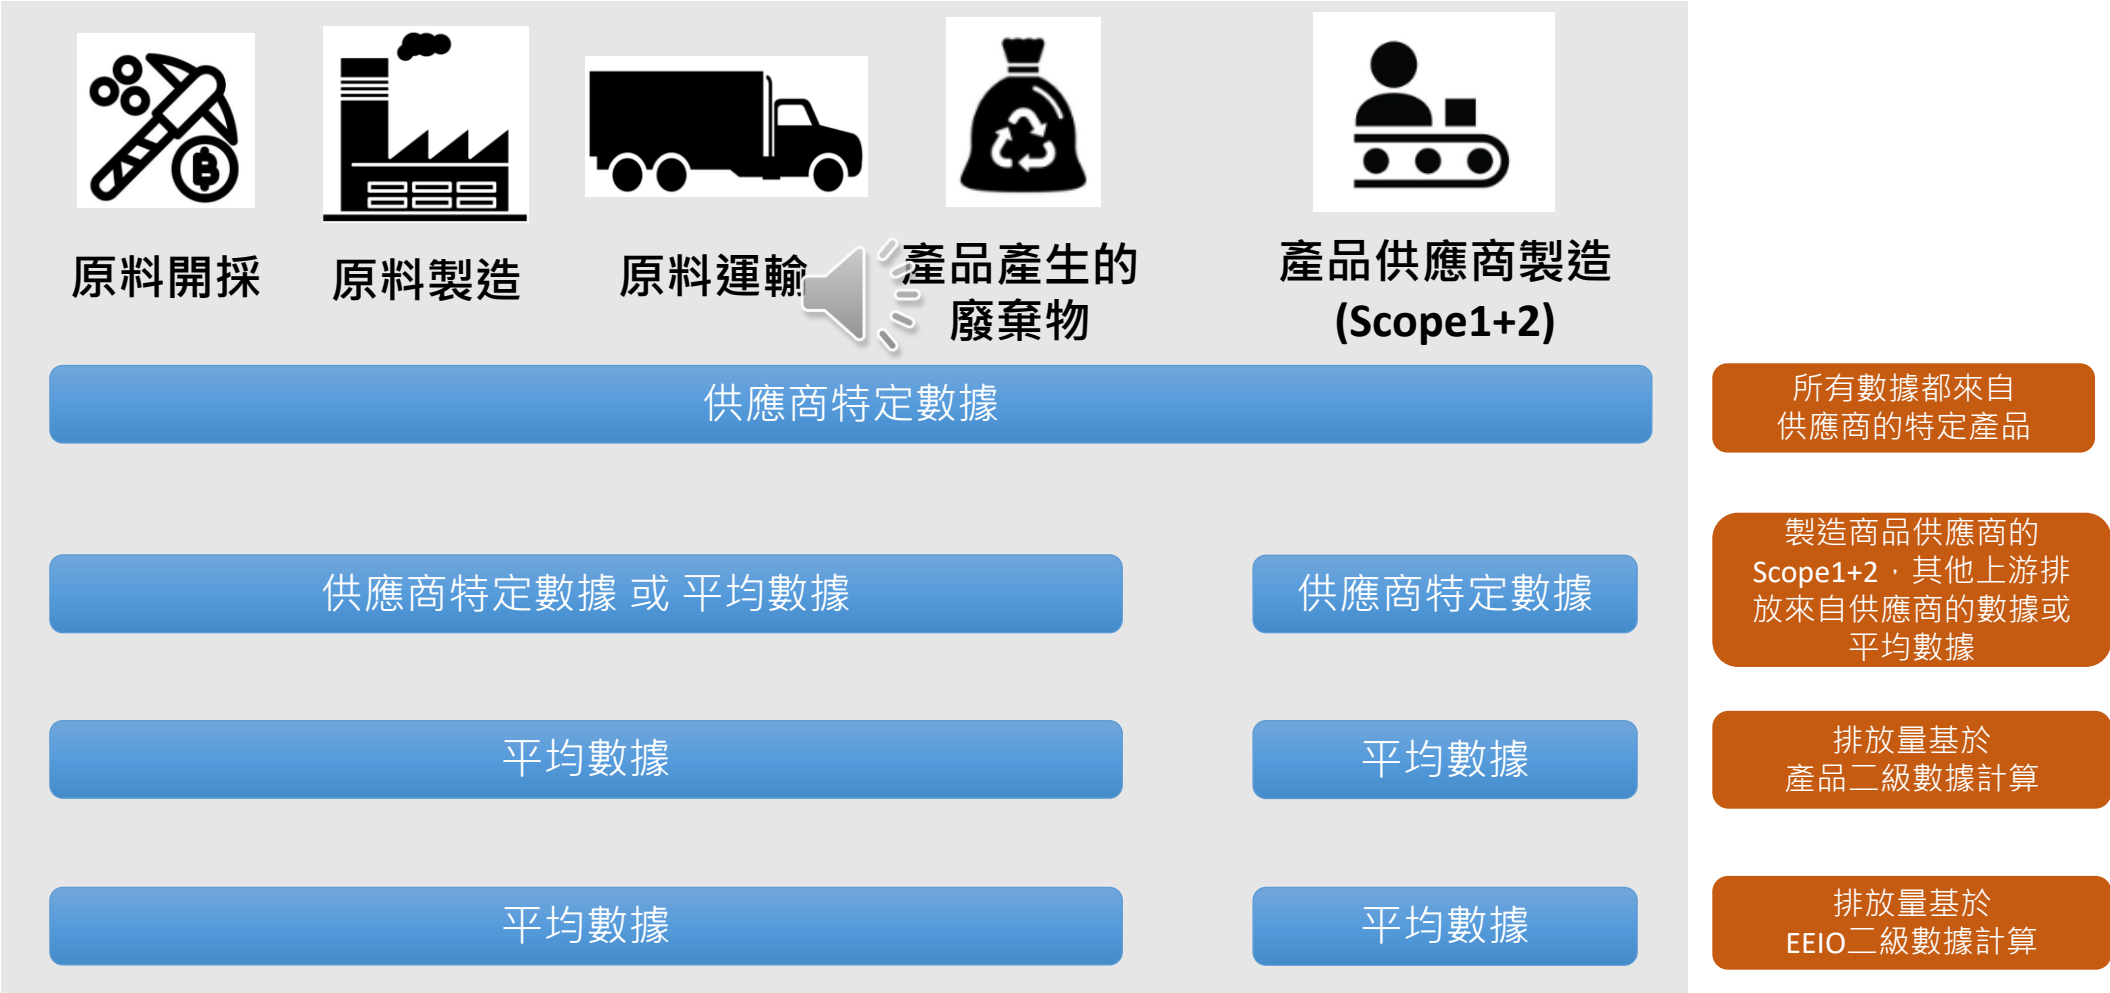 原料開採
原料製造
原料運輸
產品產生的
廢棄物
產品供應商製造
(Scope1+2)
供應商特定數據
所有數據都來自
供應商的特定產品
供應商特定數據 或 平均數據
供應商特定數據
製造商品供應商的
Scope1+2，其他上游排
放來自供應商的數據或
平均數據
平均數據
平均數據
排放量基於
產品二級數據計算
平均數據
平均數據
排放量基於
EEIO二級數據計算